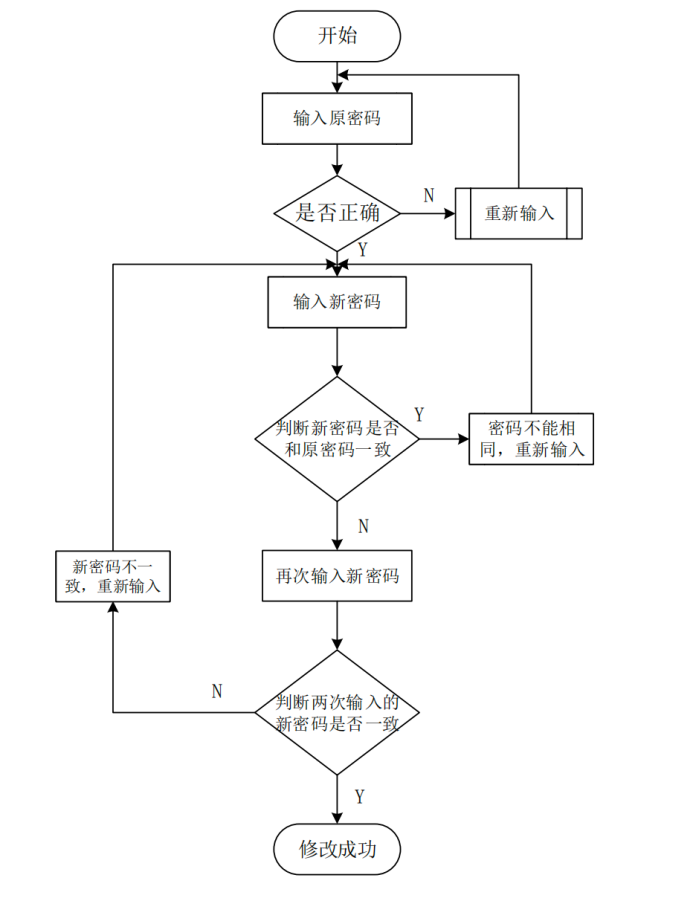 开始
输入原密码
是否正确
N
重新输入
Y
输入新密码
判断新密码是否
和原密码一致
Y
密码不能相
同，重新输入
N
新密码不一
致，重新输入
再次输入新密码
判断两次输入的
新密码是否一致
N
Y
修改成功